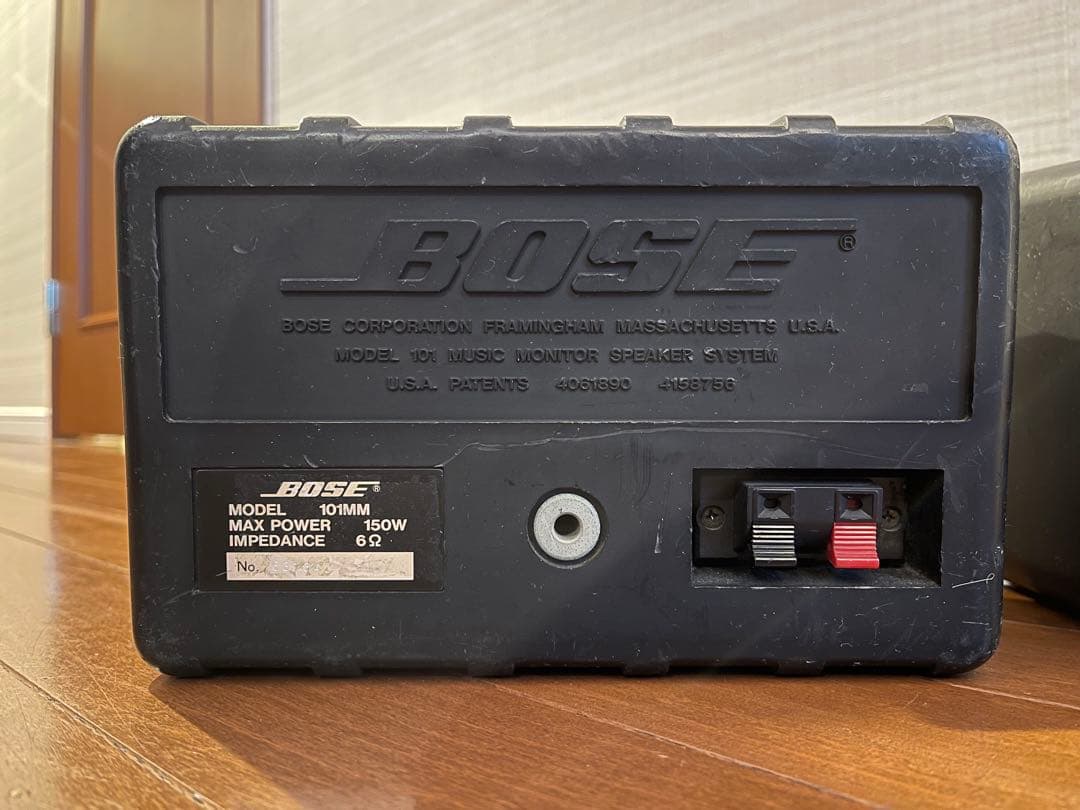 BOSE®
BOSE CORPORATION FRAMINGHAM MASSACHUSETTS U.S.A.
MODEL 101 MUSIC MONITOR SPEAKER SYSTEM
U.S.A. PATENTS 4061890 4158756
BOSE®
MODEL 101MM
MAX POWER 150W
IMPEDANCE 6Ω
No.